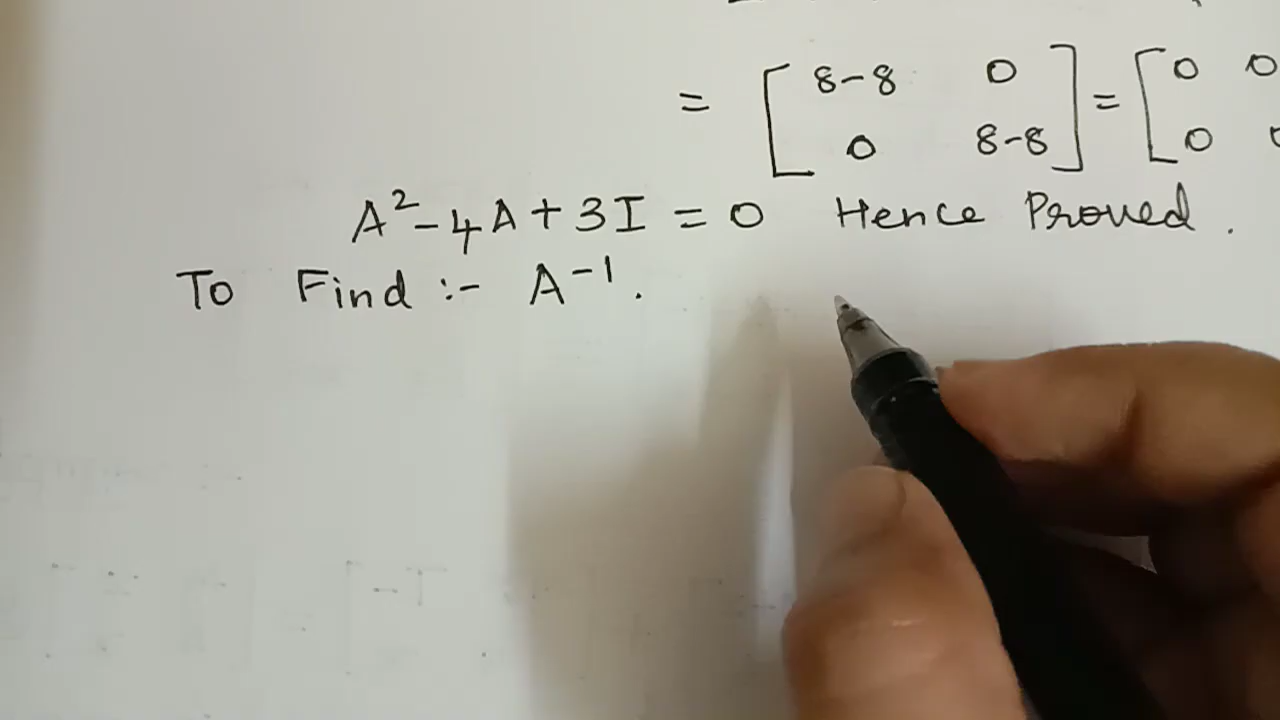 = [ 8-8 0 ] = [ 0 0
0 8-8 0
A² - 4A + 3I = 0 Hence Proved.
To Find :- A⁻¹.